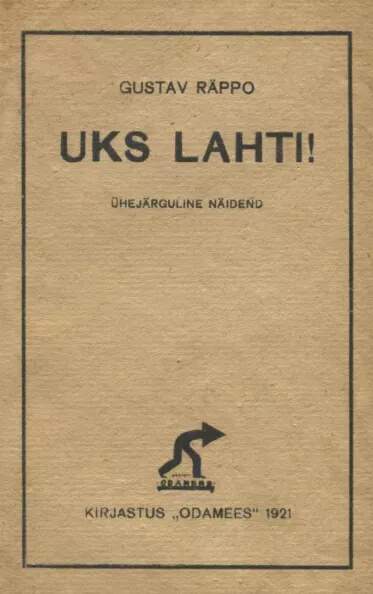 GUSTAV RÄPPO
UKS LAHTI!
ÜHEJÄRGULINE NÄIDEND
ODAMEES
KIRJASTUS „ODAMEES" 1921